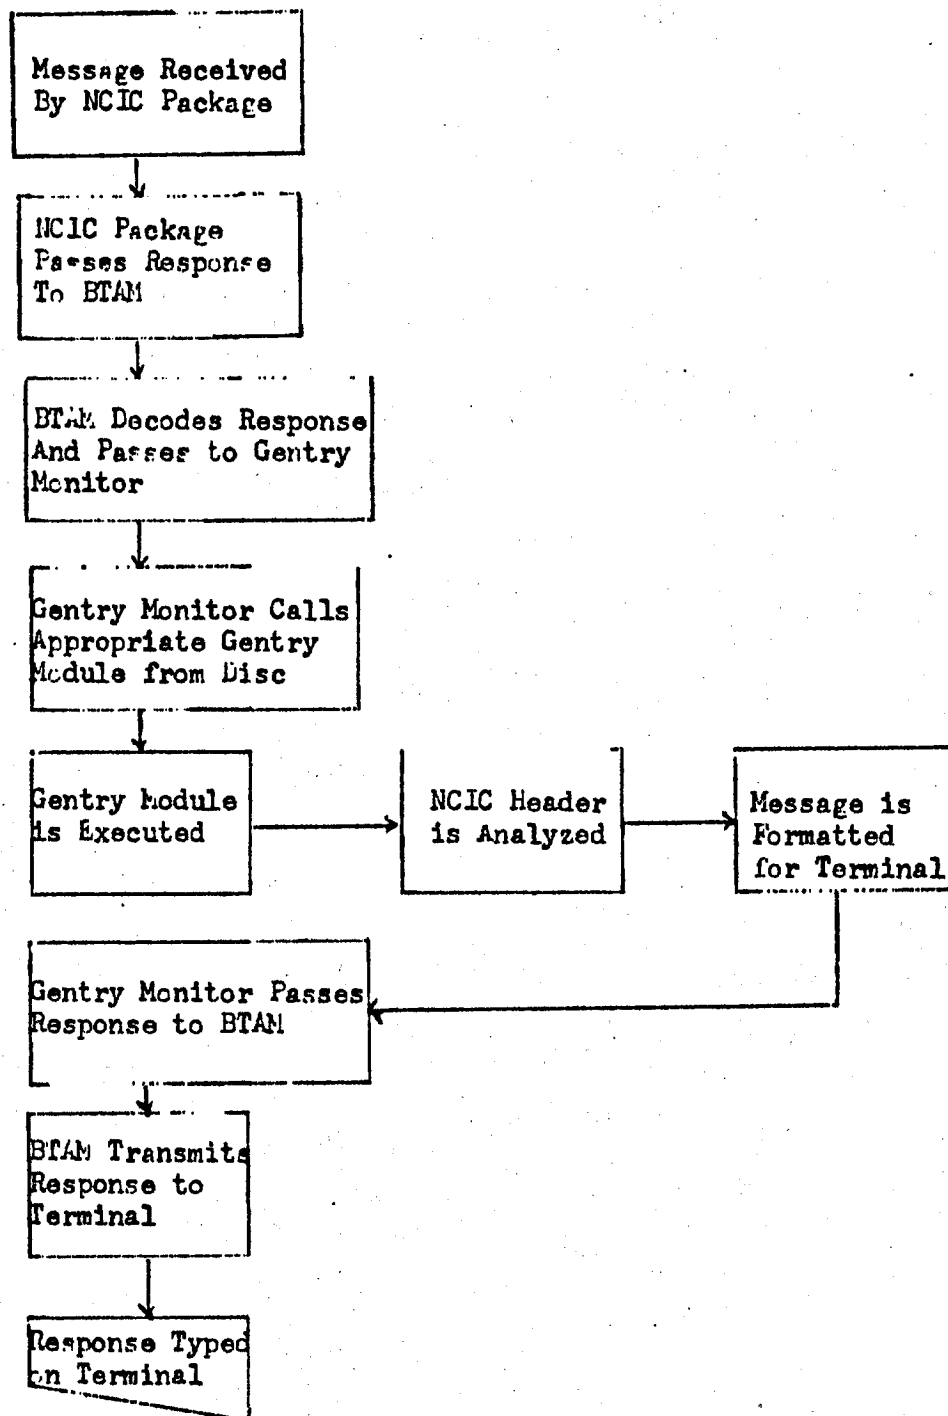 Message Received
By NCIC Package
NCIC Package
Passes Response
To BTAM
BTAM Decodes Response
And Passes to Gentry
Monitor
Gentry Monitor Calls
Appropriate Gentry
Module from Disc
Gentry Module
is Executed
NCIC Header
is Analyzed
Message is
Formatted
for Terminal
Gentry Monitor Passes
Response to BTAM
BTAM Transmits
Response to
Terminal
Response Typed
on Terminal